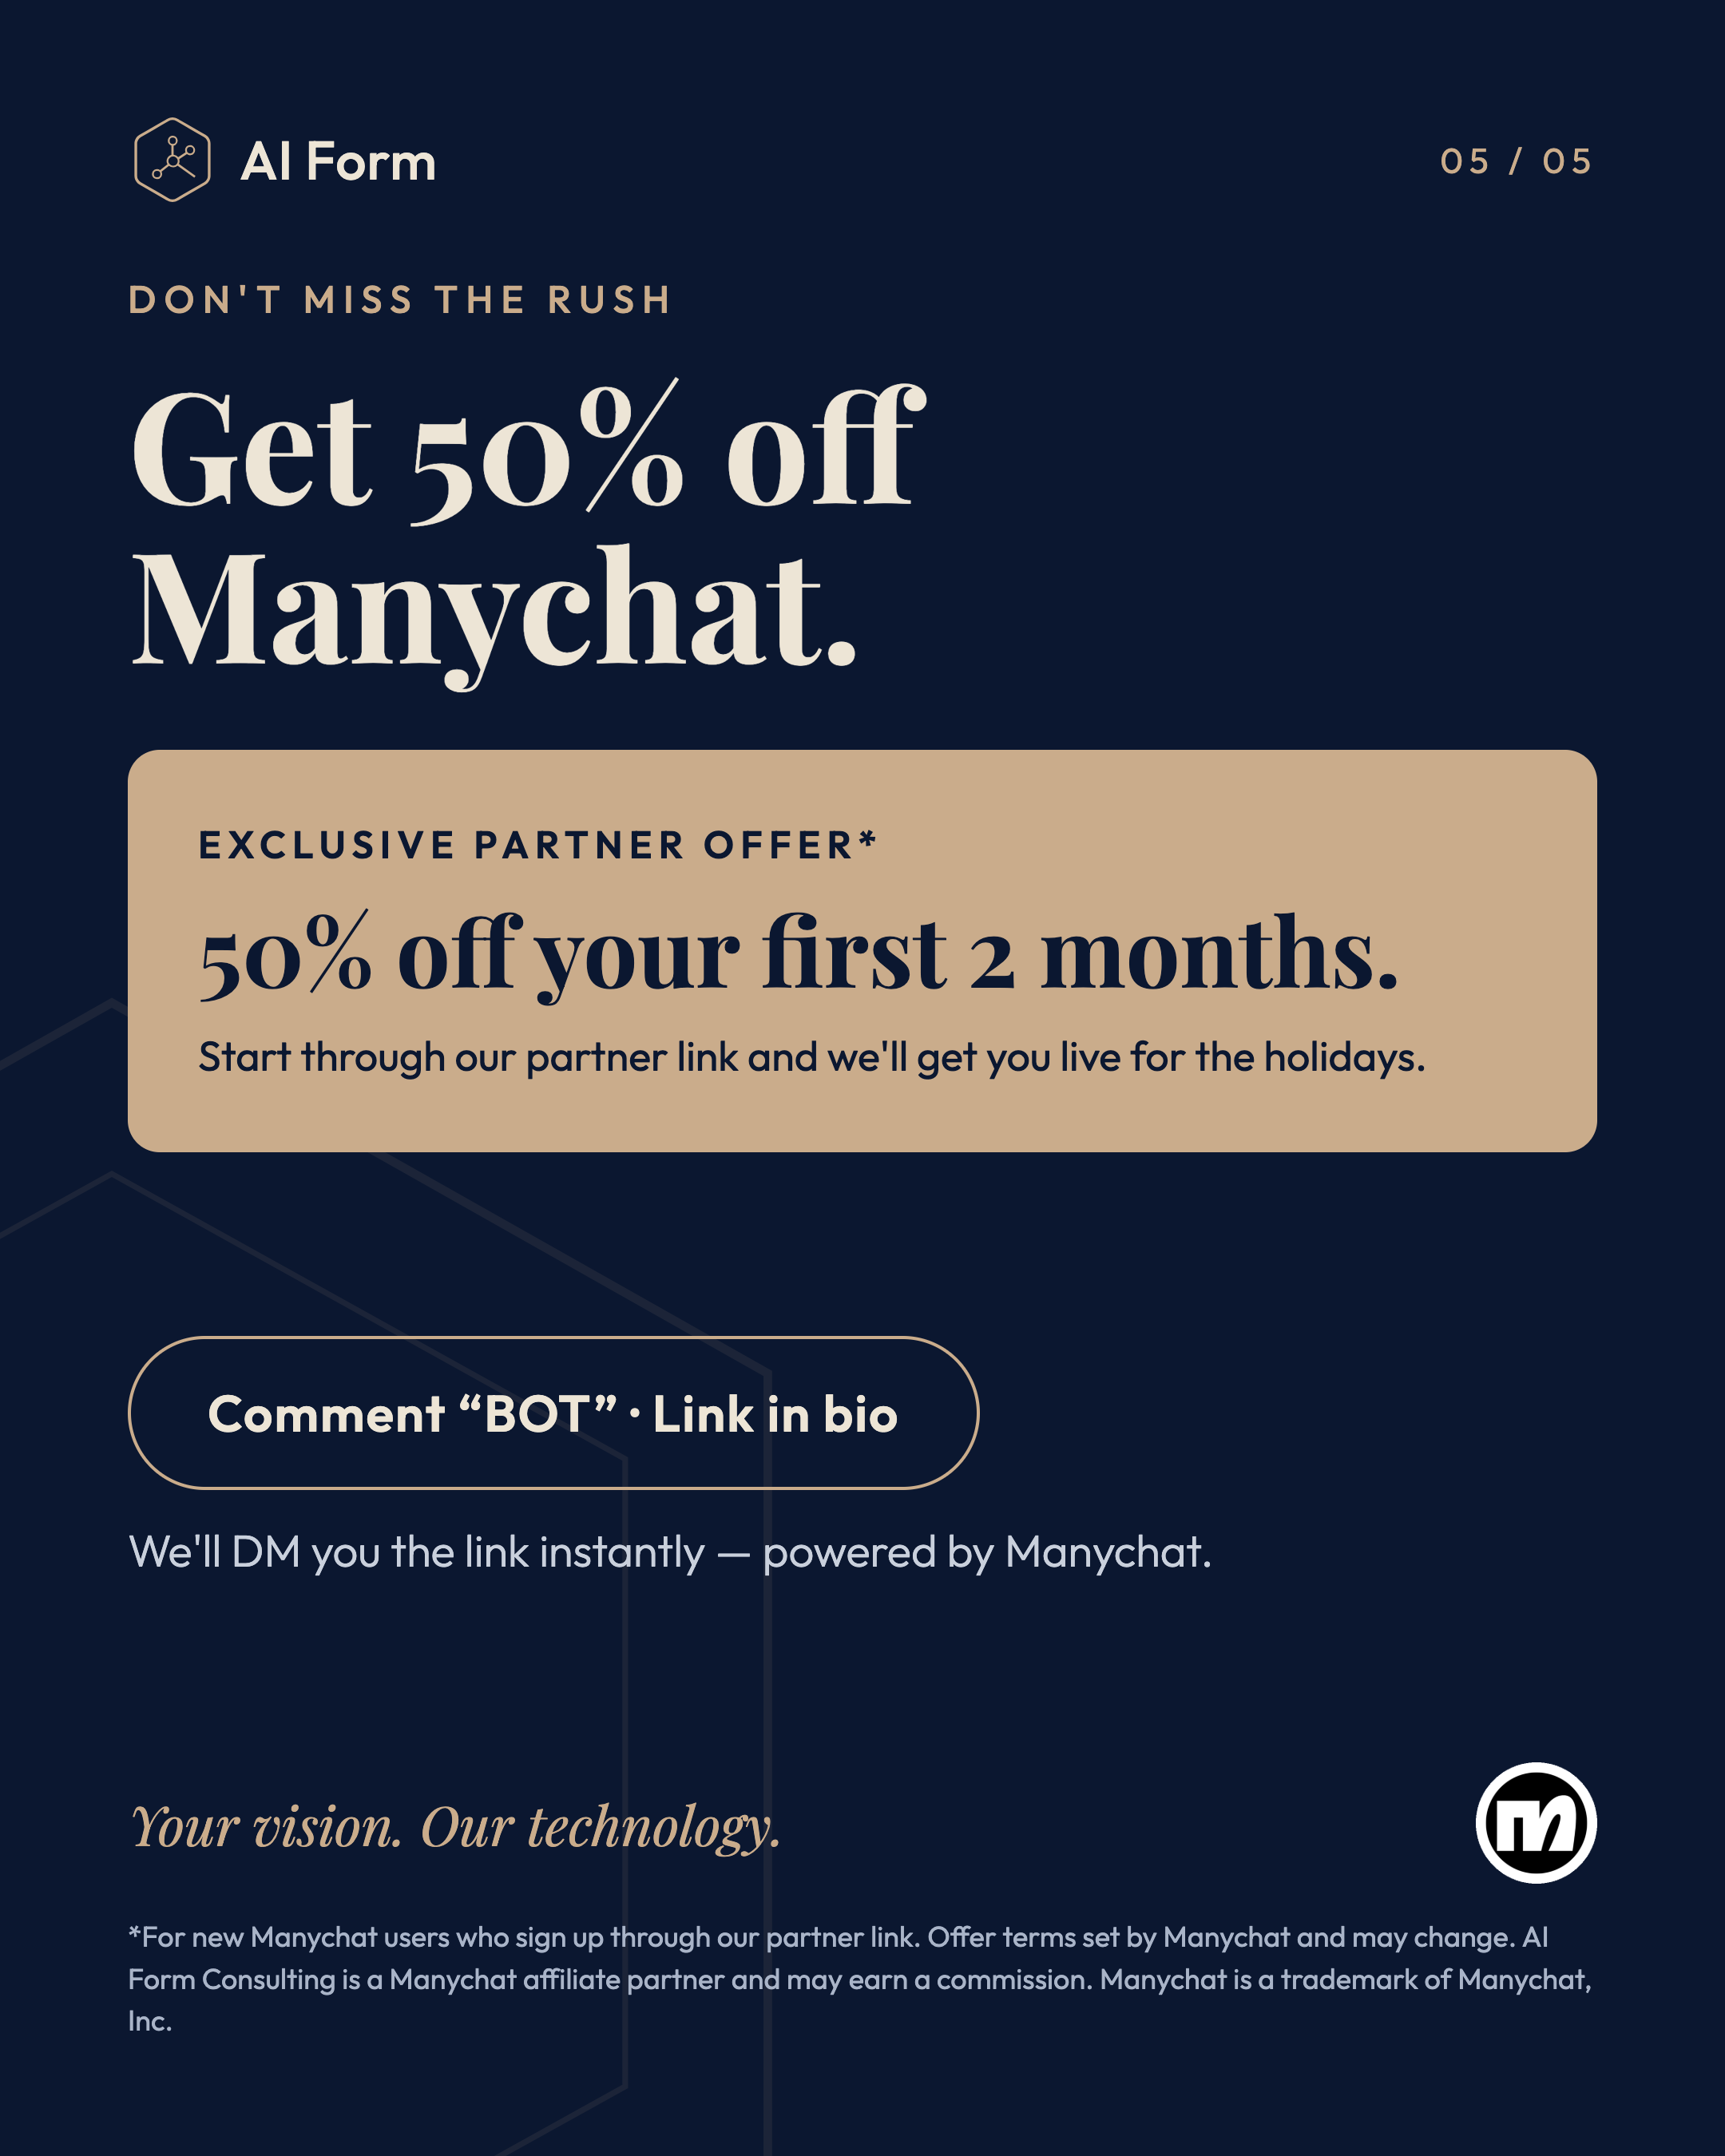 AI Form
05 / 05
DON'T MISS THE RUSH
Get 50% off
Manychat.
EXCLUSIVE PARTNER OFFER*
50% off your first 2 months.
Start through our partner link and we'll get you live for the holidays.
Comment “BOT” · Link in bio
We'll DM you the link instantly — powered by Manychat.
Your vision. Our technology.
m
*For new Manychat users who sign up through our partner link. Offer terms set by Manychat and may change. AI
Form Consulting is a Manychat affiliate partner and may earn a commission. Manychat is a trademark of Manychat,
Inc.